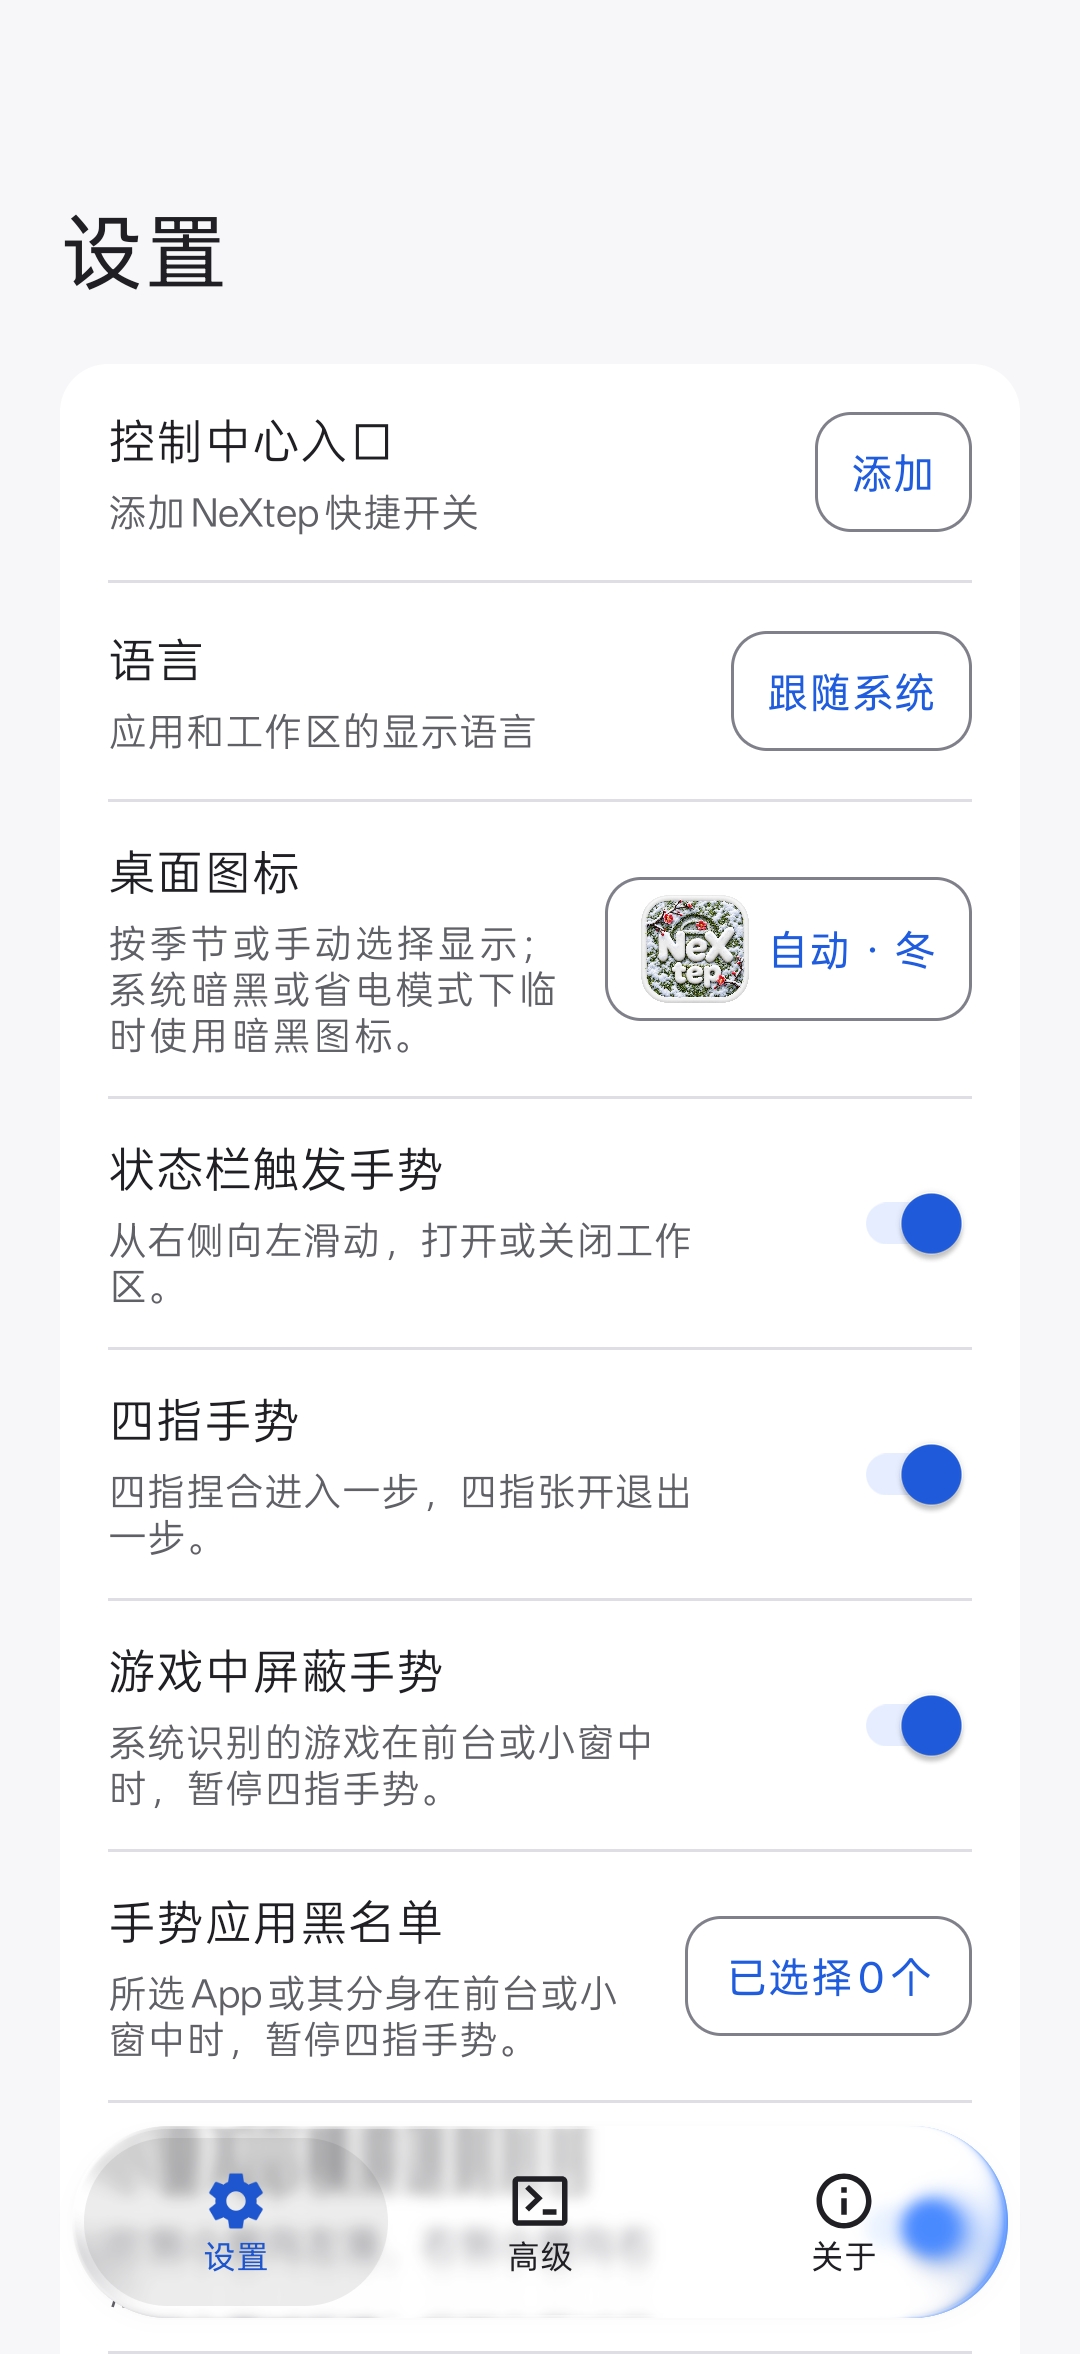 设置
控制中心入口
添加 NeXtep 快捷开关
添加
语言
应用和工作区的显示语言
跟随系统
桌面图标
按季节或手动选择显示；
系统暗黑或省电模式下临
时使用暗黑图标。
NeX
tep
自动 · 冬
状态栏触发手势
从右侧向左滑动，打开或关闭工作
区。
四指手势
四指捏合进入一步，四指张开退出
一步。
游戏中屏蔽手势
系统识别的游戏在前台或小窗中
时，暂停四指手势。
手势应用黑名单
所选 App 或其分身在前台或小
窗中时，暂停四指手势。
已选择 0 个
设置
高级
关于